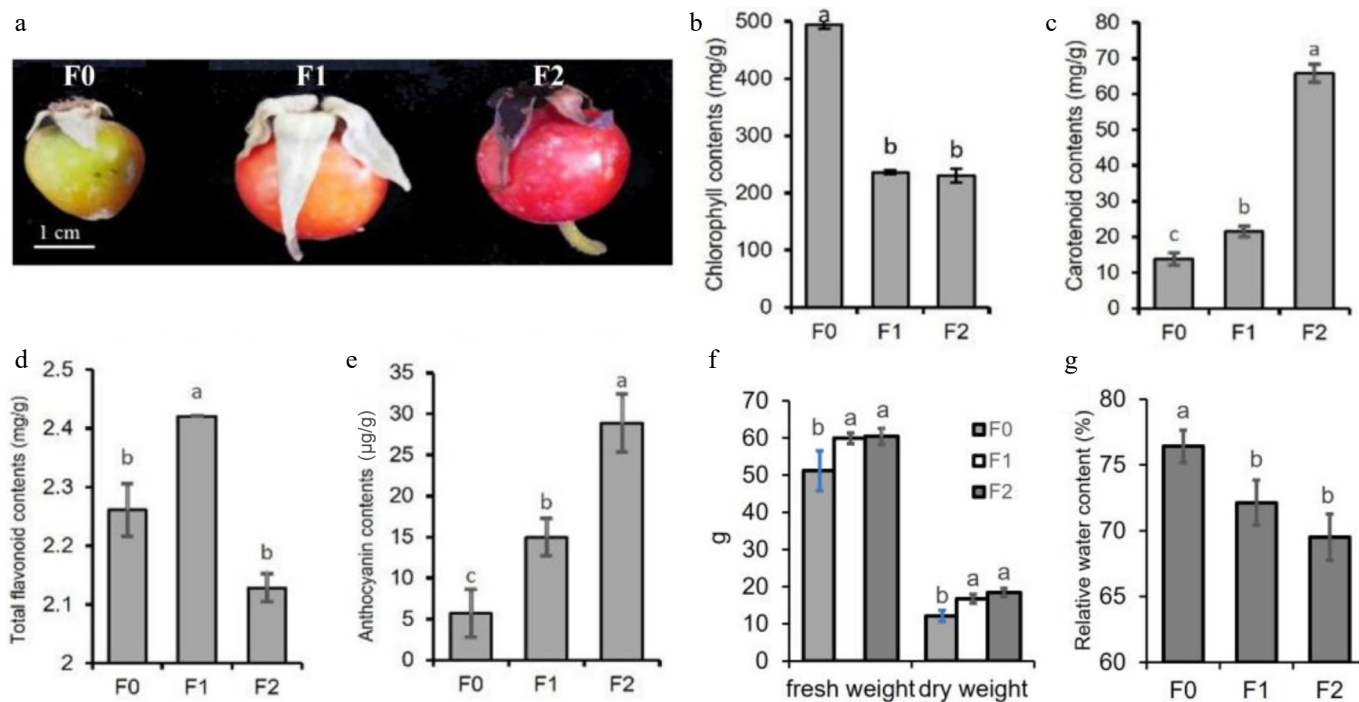 a
F0
F1
F2
1 cm
b
Chlorophyll contents (mg/g)
500
400
300
200
300
400
500
0
a
b
b
F0
F1
F2
c
Carotenoid contents (mg/g)
80
70
60
50
40
30
20
10
0
c
b
a
F0
F1
F2
d
Total flavonoid contents (mg/g)
2.5
2.4
2.3
2.2
2.1
2
b
a
b
F0
F1
F2
e
Anthocyanin contents (µg/g)
35
30
25
20
15
10
5
0
c
b
a
F0
F1
F2
f
g
70
60
50
40
30
20
10
0
b
a
a
b
a
a
F0
F1
F2
fresh weight dry weight
g
Relative water content (%)
80
75
70
65
60
a
b
b
F0
F1
F2